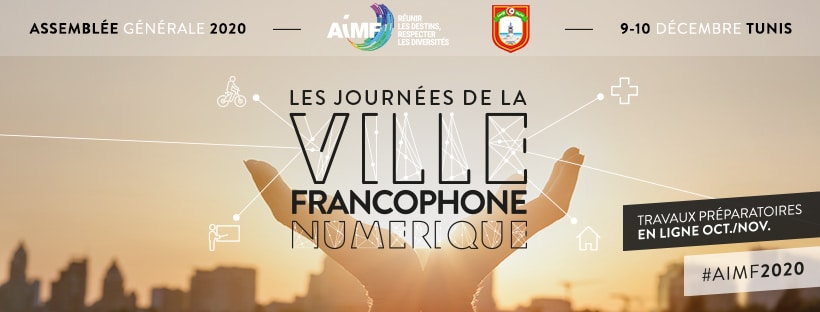 ASSEMBLÉE GÉNÉRALE 2020
AiMF
RÉUNIR
LES DESTINS,
RESPECTER
LES DIVERSITÉS
9-10 DÉCEMBRE TUNIS
LES JOURNÉES DE LA
VILLE
FRANCOPHONE
NUMERIQUE
TRAVAUX PRÉPARATOIRES
EN LIGNE OCT./NOV.
#AIMF2020